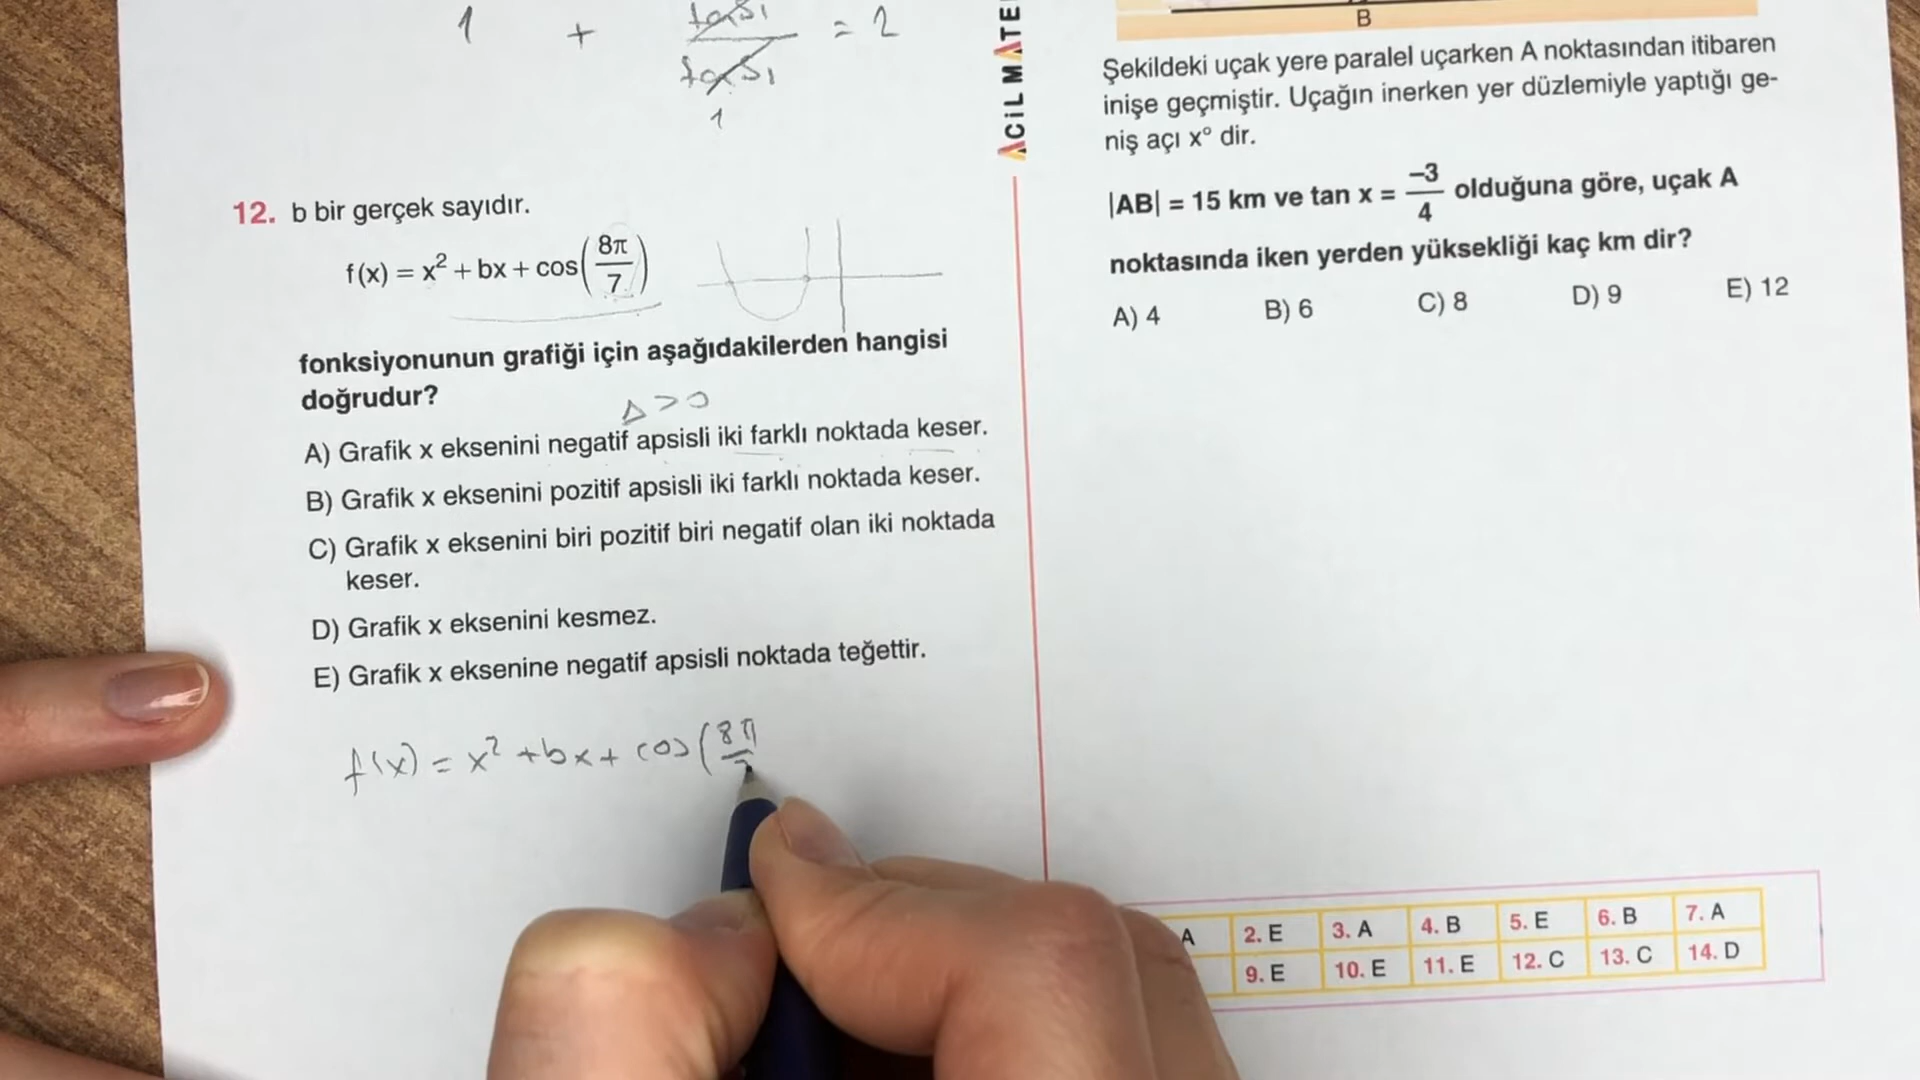 1 + = 2
1
12. b bir gerçek sayıdır.
f(x) = x² + bx + cos(8π/7)
fonksiyonunun grafiği için aşağıdakilerden hangisi
doğrudur?
Δ > 0
A) Grafik x eksenini negatif apsisli iki farklı noktada keser.
B) Grafik x eksenini pozitif apsisli iki farklı noktada keser.
C) Grafik x eksenini biri pozitif biri negatif olan iki noktada
keser.
D) Grafik x eksenini kesmez.
E) Grafik x eksenine negatif apsisli noktada teğettir.
f(x) = x² + bx + cos(8π
ACİL MATE
B
Şekildeki uçak yere paralel uçarken A noktasından itibaren
inişe geçmiştir. Uçağın inerken yer düzlemiyle yaptığı ge-
niş açı x° dir.
|AB| = 15 km ve tan x = -3/4 olduğuna göre, uçak A
noktasında iken yerden yüksekliği kaç km dir?
A) 4 B) 6 C) 8 D) 9 E) 12
A 2. E 3. A 4. B 5. E 6. B 7. A
9. E 10. E 11. E 12. C 13. C 14. D